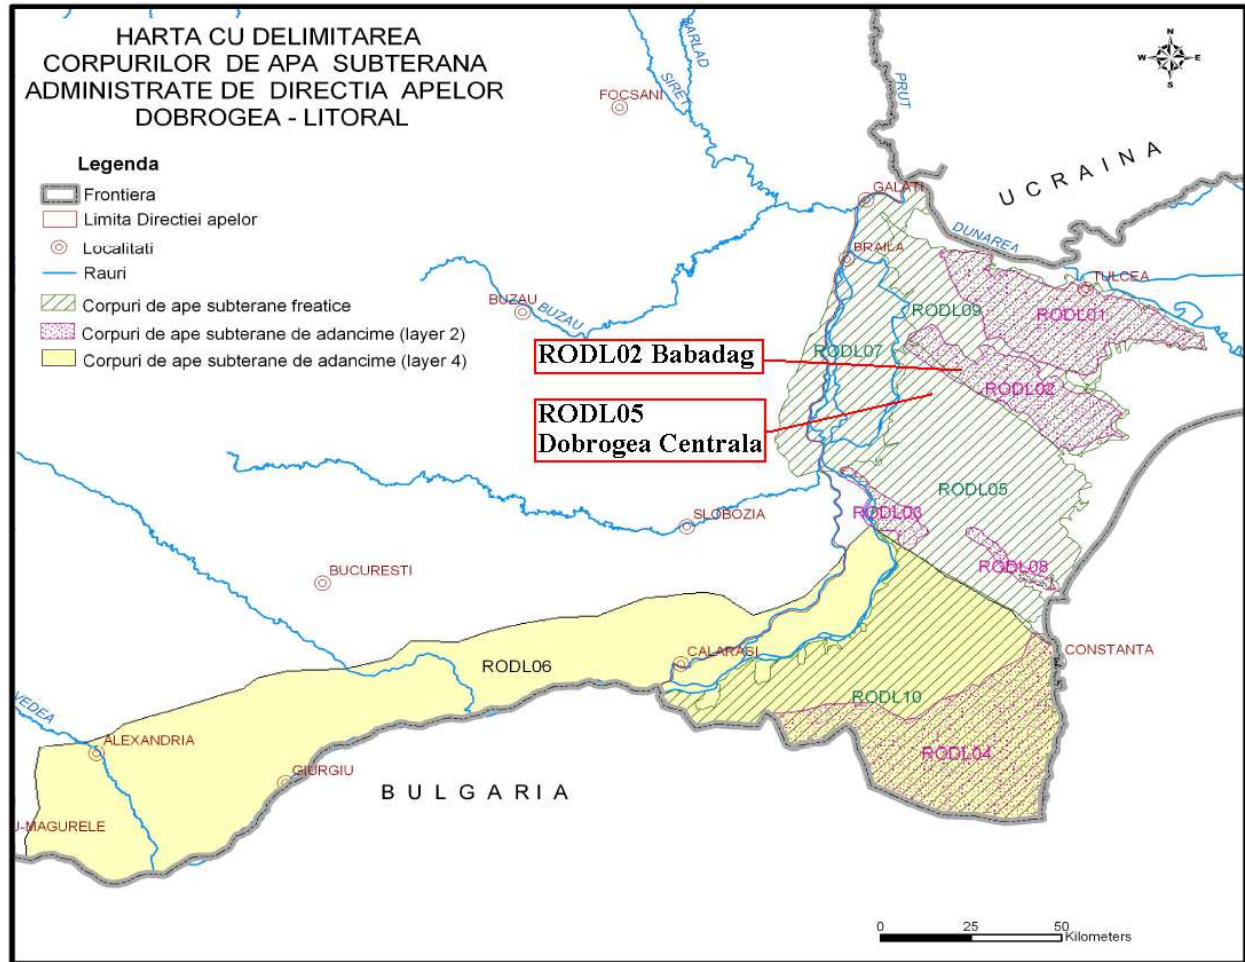 HARTA CU DELIMITAREA
CORPURILOR DE APA SUBTERANA
ADMINISTRATE DE DIRECTIA APELOR
DOBROGEA - LITORAL
Legenda
Frontiera
Limita Directiei apelor
Localitati
Rauri
Corpuri de ape subterane freatice
Corpuri de ape subterane de adancime (layer 2)
Corpuri de ape subterane de adancime (layer 4)
N
W E
S
BARLAD
SIRET
PRUT
FOCSANI
UCRAINA
GALATI
DUNAREA
BRAILA
TULCEA
BUZAU
BUZAU
RODL09
RODL01
RODL02 Babadag
RODL07
RODL02
RODL05
Dobrogea Centrala
RODL05
RODL03
SLOBOZIA
RODL08
BUCURESTI
CONSTANTA
CALARASI
RODL06
RODL10
VEDEA
ALEXANDRIA
RODL04
GIURGIU
BULGARIA
U-MAGURELE
0 25 50
Kilometers